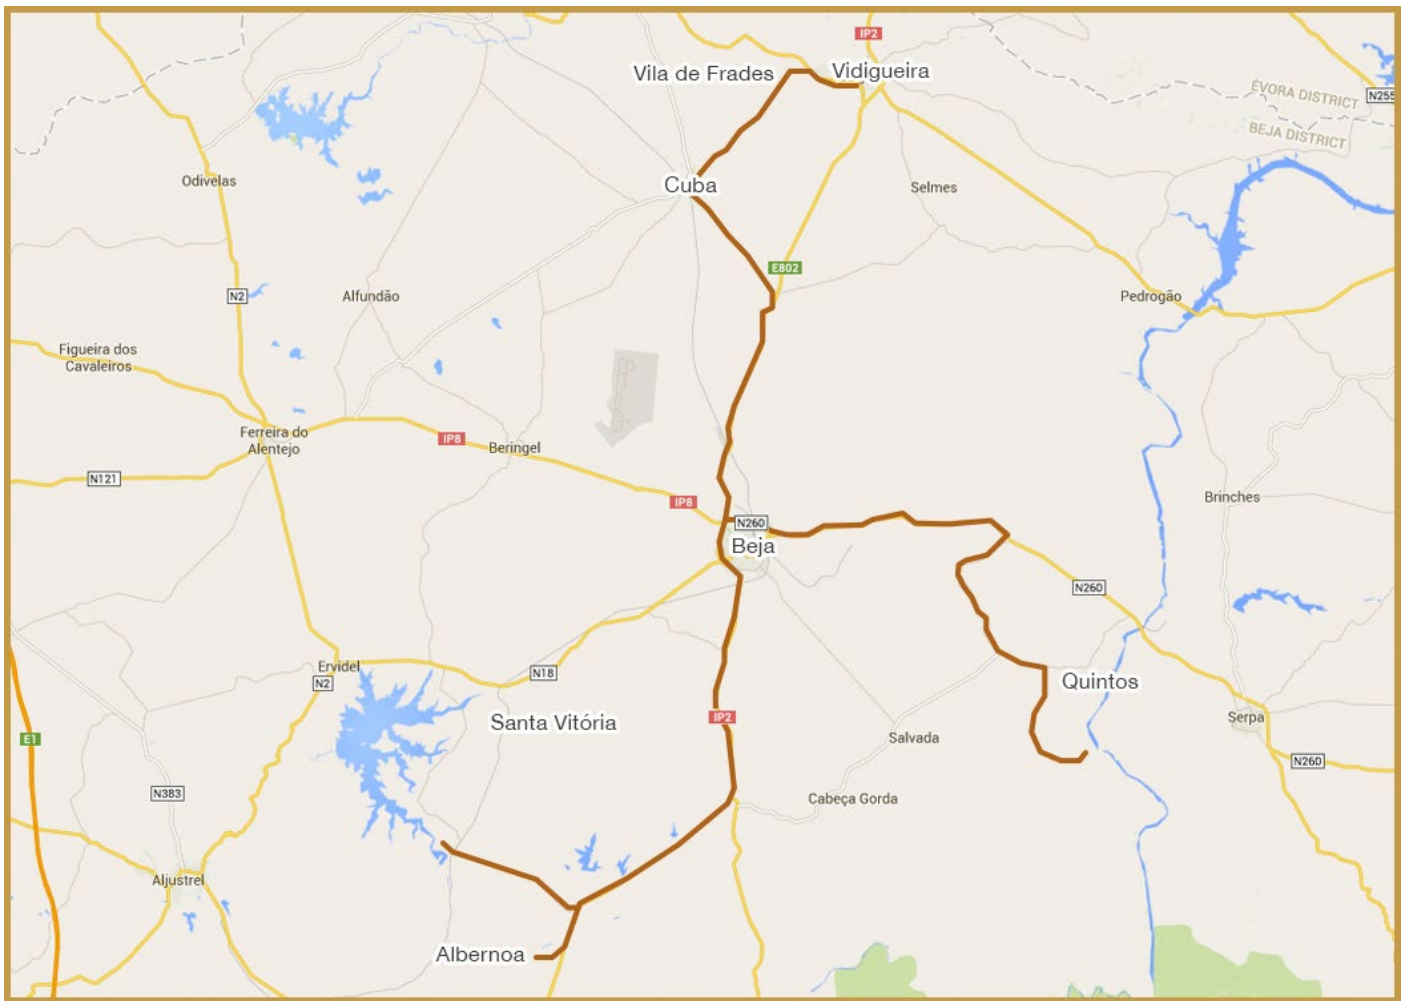 IP2
Vila de Frades
Vidigueira
N255
ÉVORA DISTRICT
BEJA DISTRICT
Odivelas
Cuba
Selmes
E802
N2
Alfundão
Pedrogão
Figueira dos
Cavaleiros
Ferreira do
Alentejo
IP8
Beringel
N121
IP8
Brinches
N260
Beja
N260
Ervidel
N2
N18
Quintos
Santa Vitória
IP2
Serpa
E1
Salvada
N260
N383
Cabeça Gorda
Aljustrel
Albernoa